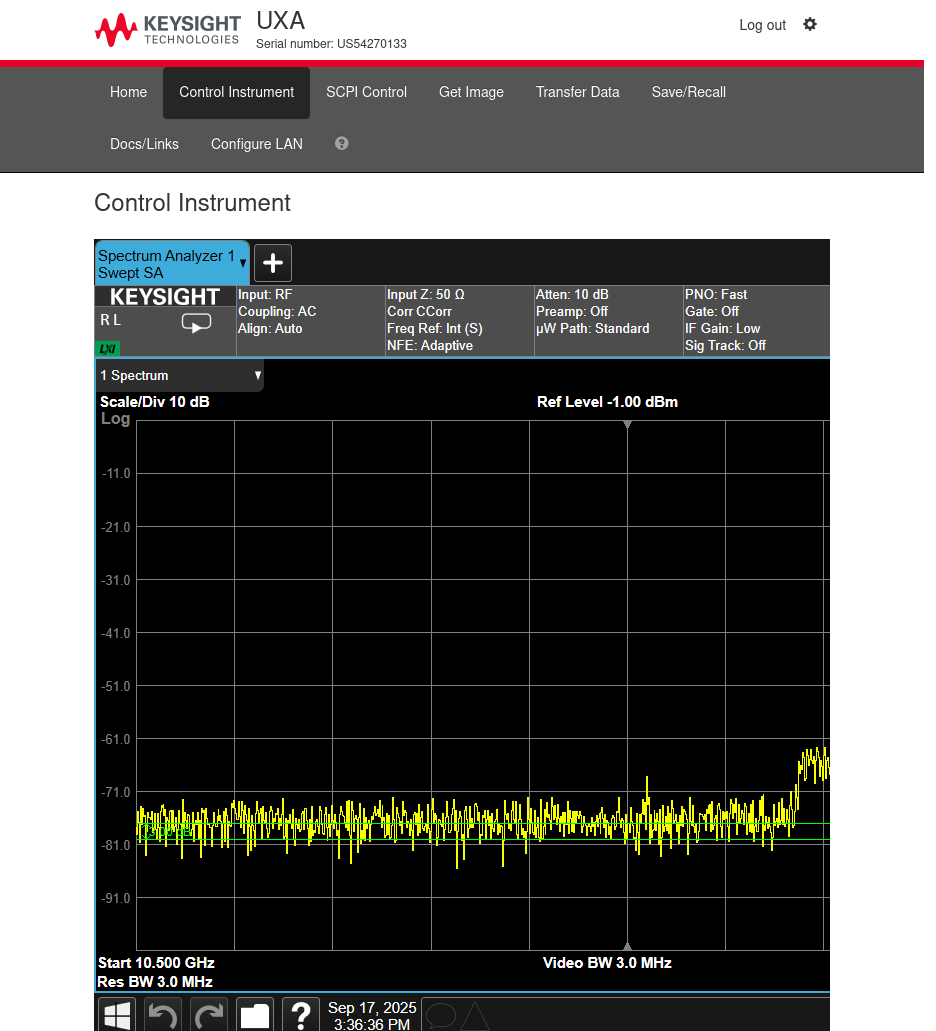 KEYSIGHT
TECHNOLOGIES
UXA
Serial number: US54270133
Log out
Home
Control Instrument
SCPI Control
Get Image
Transfer Data
Save/Recall
Docs/Links
Configure LAN
?
Control Instrument
Spectrum Analyzer 1
Swept SA
+
KEYSIGHT
R L
LXI
Input: RF
Coupling: AC
Align: Auto
Input Z: 50 Ω
Corr CCorr
Freq Ref: Int (S)
NFE: Adaptive
Atten: 10 dB
Preamp: Off
µW Path: Standard
PNO: Fast
Gate: Off
IF Gain: Low
Sig Track: Off
1 Spectrum
Scale/Div 10 dB
Ref Level -1.00 dBm
Log
-11.0
-21.0
-31.0
-41.0
-51.0
-61.0
-71.0
-81.0
-91.0
Start 10.500 GHz
Video BW 3.0 MHz
Res BW 3.0 MHz
?
Sep 17, 2025
3:36:36 PM